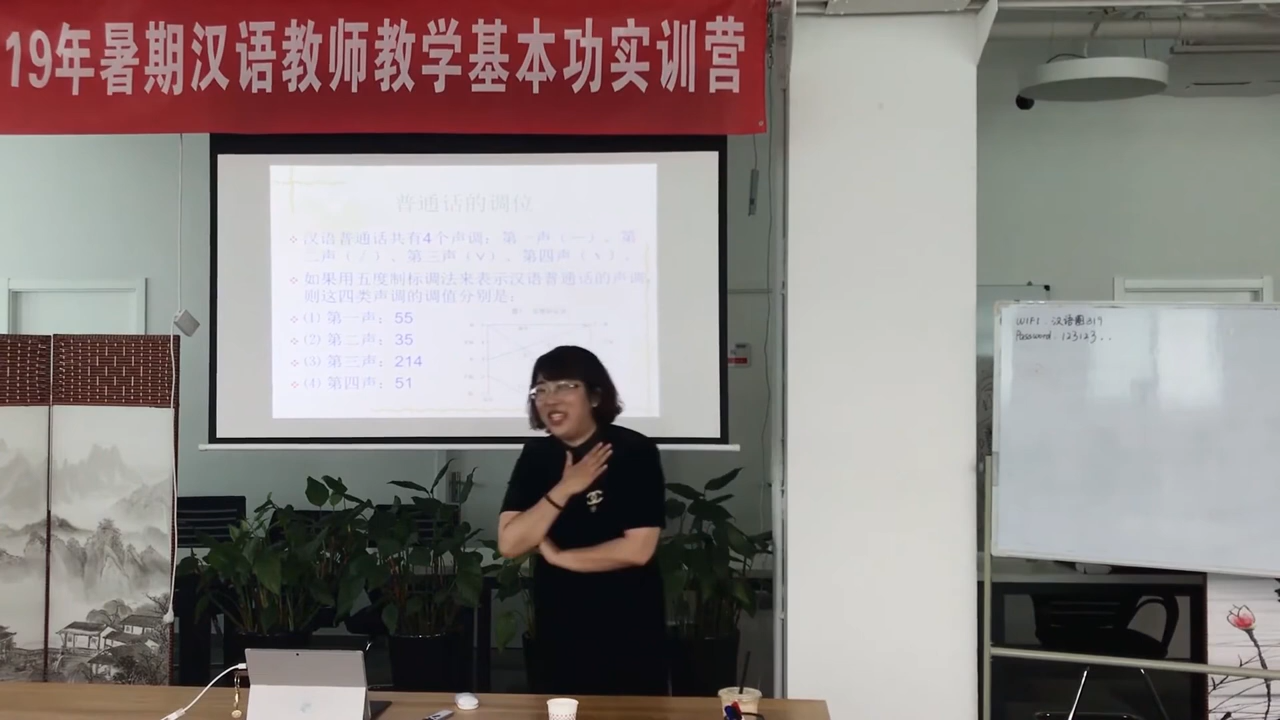 19年暑期汉语教师教学基本功实训营
普通话的调位
汉语普通话共有4个声调：第一声（一）、第
二声（ˊ）、第三声（v）、第四声（ˋ）。
如果用五度制标调法来表示汉语普通话的声调，
则这四类声调的调值分别是：
(1) 第一声：55
(2) 第二声：35
(3) 第三声：214
(4) 第四声：51
WIFI：汉语圈819
Password：123123..